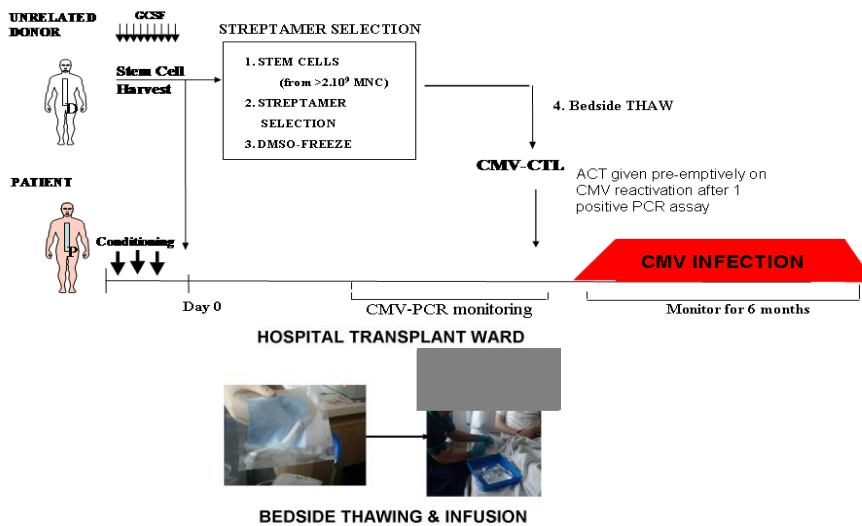 UNRELATED
DONOR
GCSF
Stem Cell
Harvest
D
STREPTAMER SELECTION
1. STEM CELLS
(from >2.10⁹ MNC)
2. STREPTAMER
SELECTION
3. DMSO-FREEZE
4. Bedside THAW
CMV-CTL
ACT given pre-emptively on
CMV reactivation after 1
positive PCR assay
PATIENT
P
Conditioning
CMV INFECTION
Day 0
CMV-PCR monitoring
Monitor for 6 months
HOSPITAL TRANSPLANT WARD
BEDSIDE THAWING & INFUSION